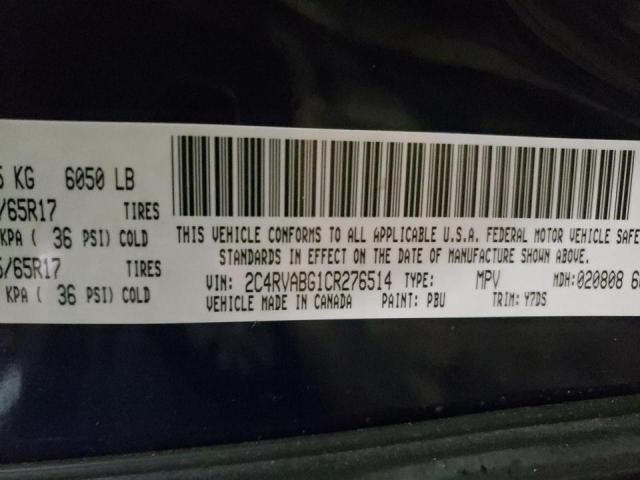 KG 6050 LB
/65R17 TIRES
KPA ( 36 PSI) COLD
/65R17 TIRES
KPA ( 36 PSI) COLD
THIS VEHICLE CONFORMS TO ALL APPLICABLE U.S.A. FEDERAL MOTOR VEHICLE SAFE
STANDARDS IN EFFECT ON THE DATE OF MANUFACTURE SHOWN ABOVE.
VIN: 2C4RVABG1CR276514 TYPE: MPV MDH:020808
VEHICLE MADE IN CANADA PAINT: PBU TRIM: Y7DS